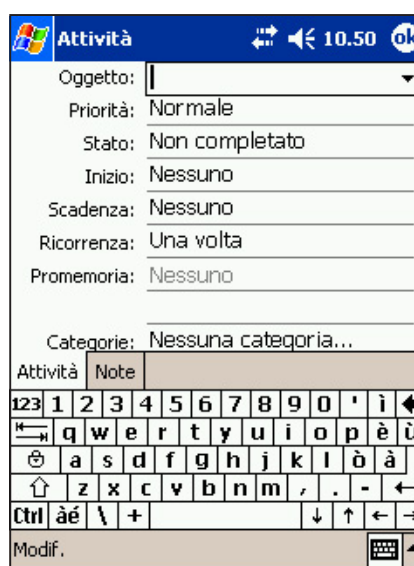 Attività 10.50 ok
Oggetto:
Priorità: Normale
Stato: Non completato
Inizio: Nessuno
Scadenza: Nessuno
Ricorrenza: Una volta
Promemoria: Nessuno
Categorie: Nessuna categoria...
Attività Note
123 1 2 3 4 5 6 7 8 9 0 ' ì
q w e r t y u i o p è ù
a s d f g h j k l ò à
z x c v b n m , . -
Ctrl àé \ + ↓ ↑ ← →
Modif.